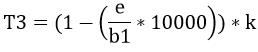 T3 = (1 − (e/b1 * 10000)) * k